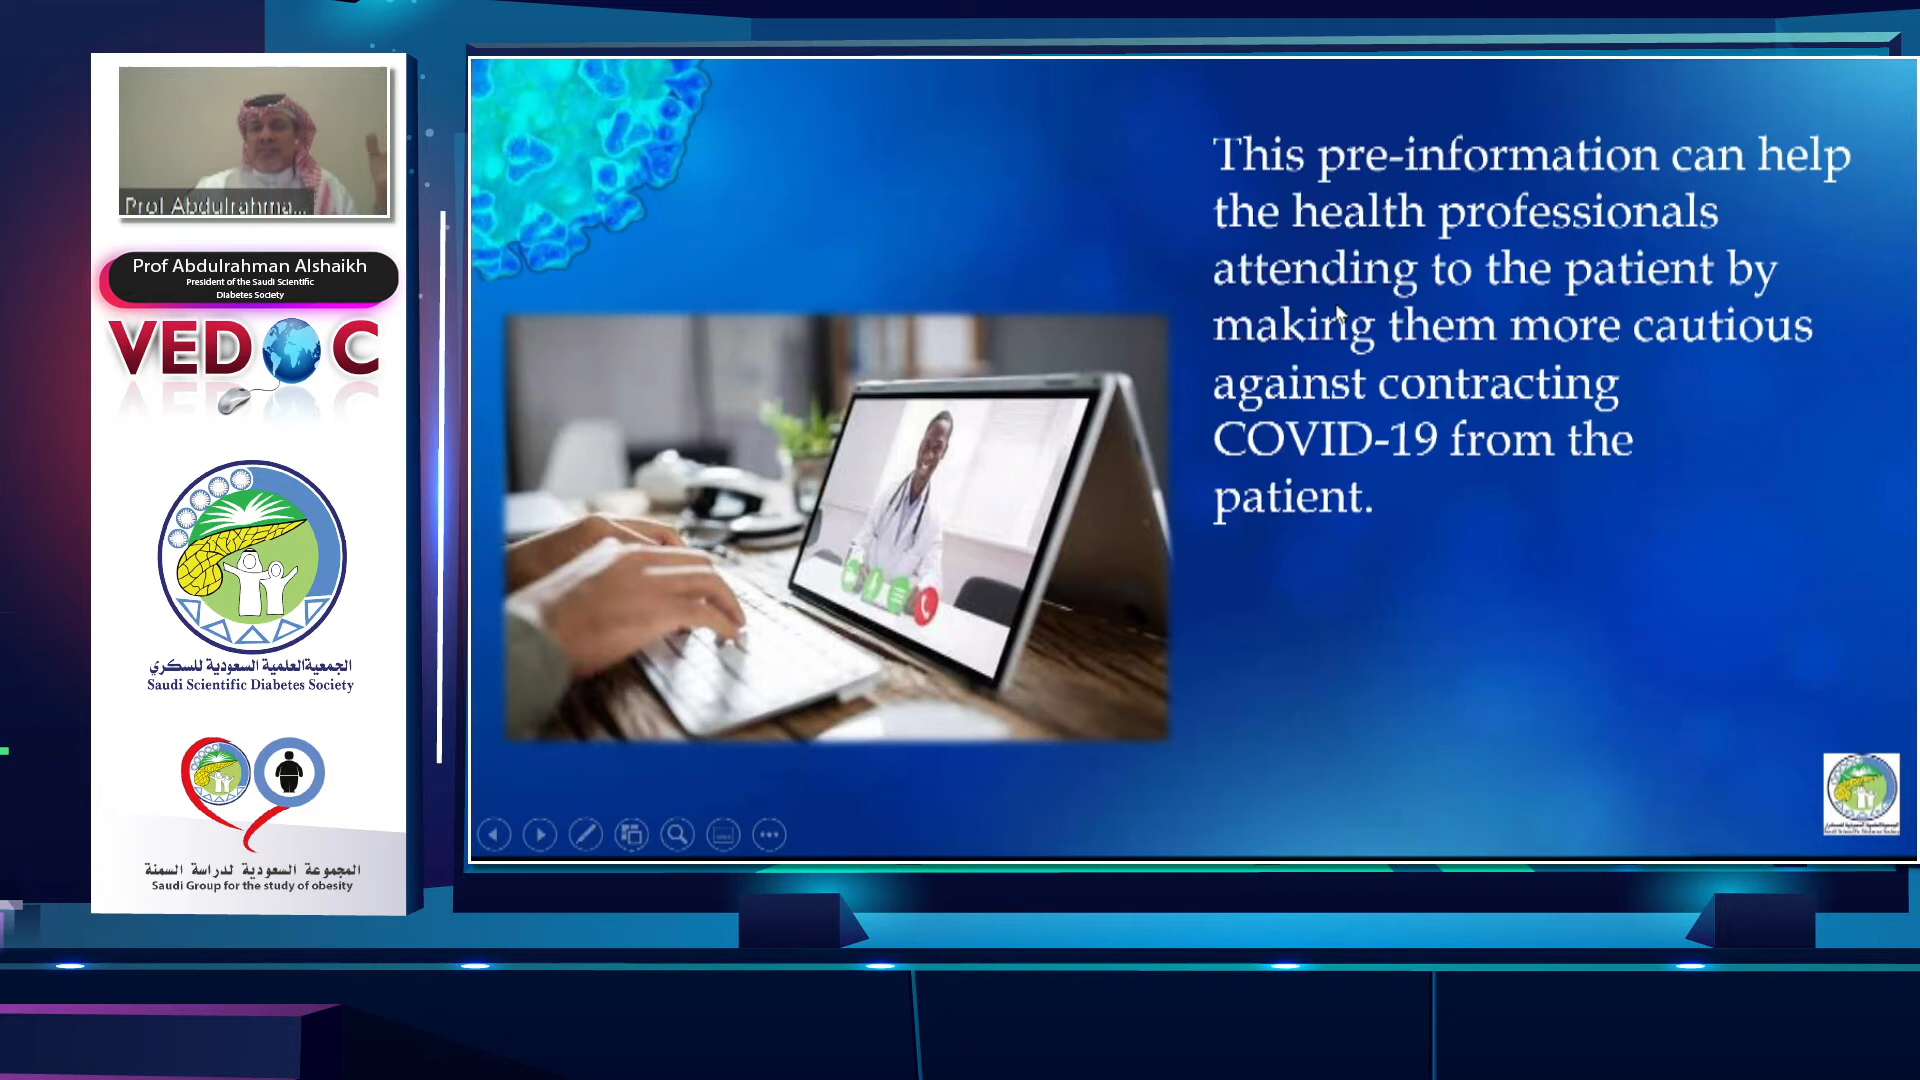 Prof Abdulrahma...
Prof Abdulrahman Alshaikh
President of the Saudi Scientific
Diabetes Society
VEDOC
الجمعية العلمية السعودية للسكري
Saudi Scientific Diabetes Society
المجموعة السعودية لدراسة السمنة
Saudi Group for the study of obesity
This pre-information can help
the health professionals
attending to the patient by
making them more cautious
against contracting
COVID-19 from the
patient.